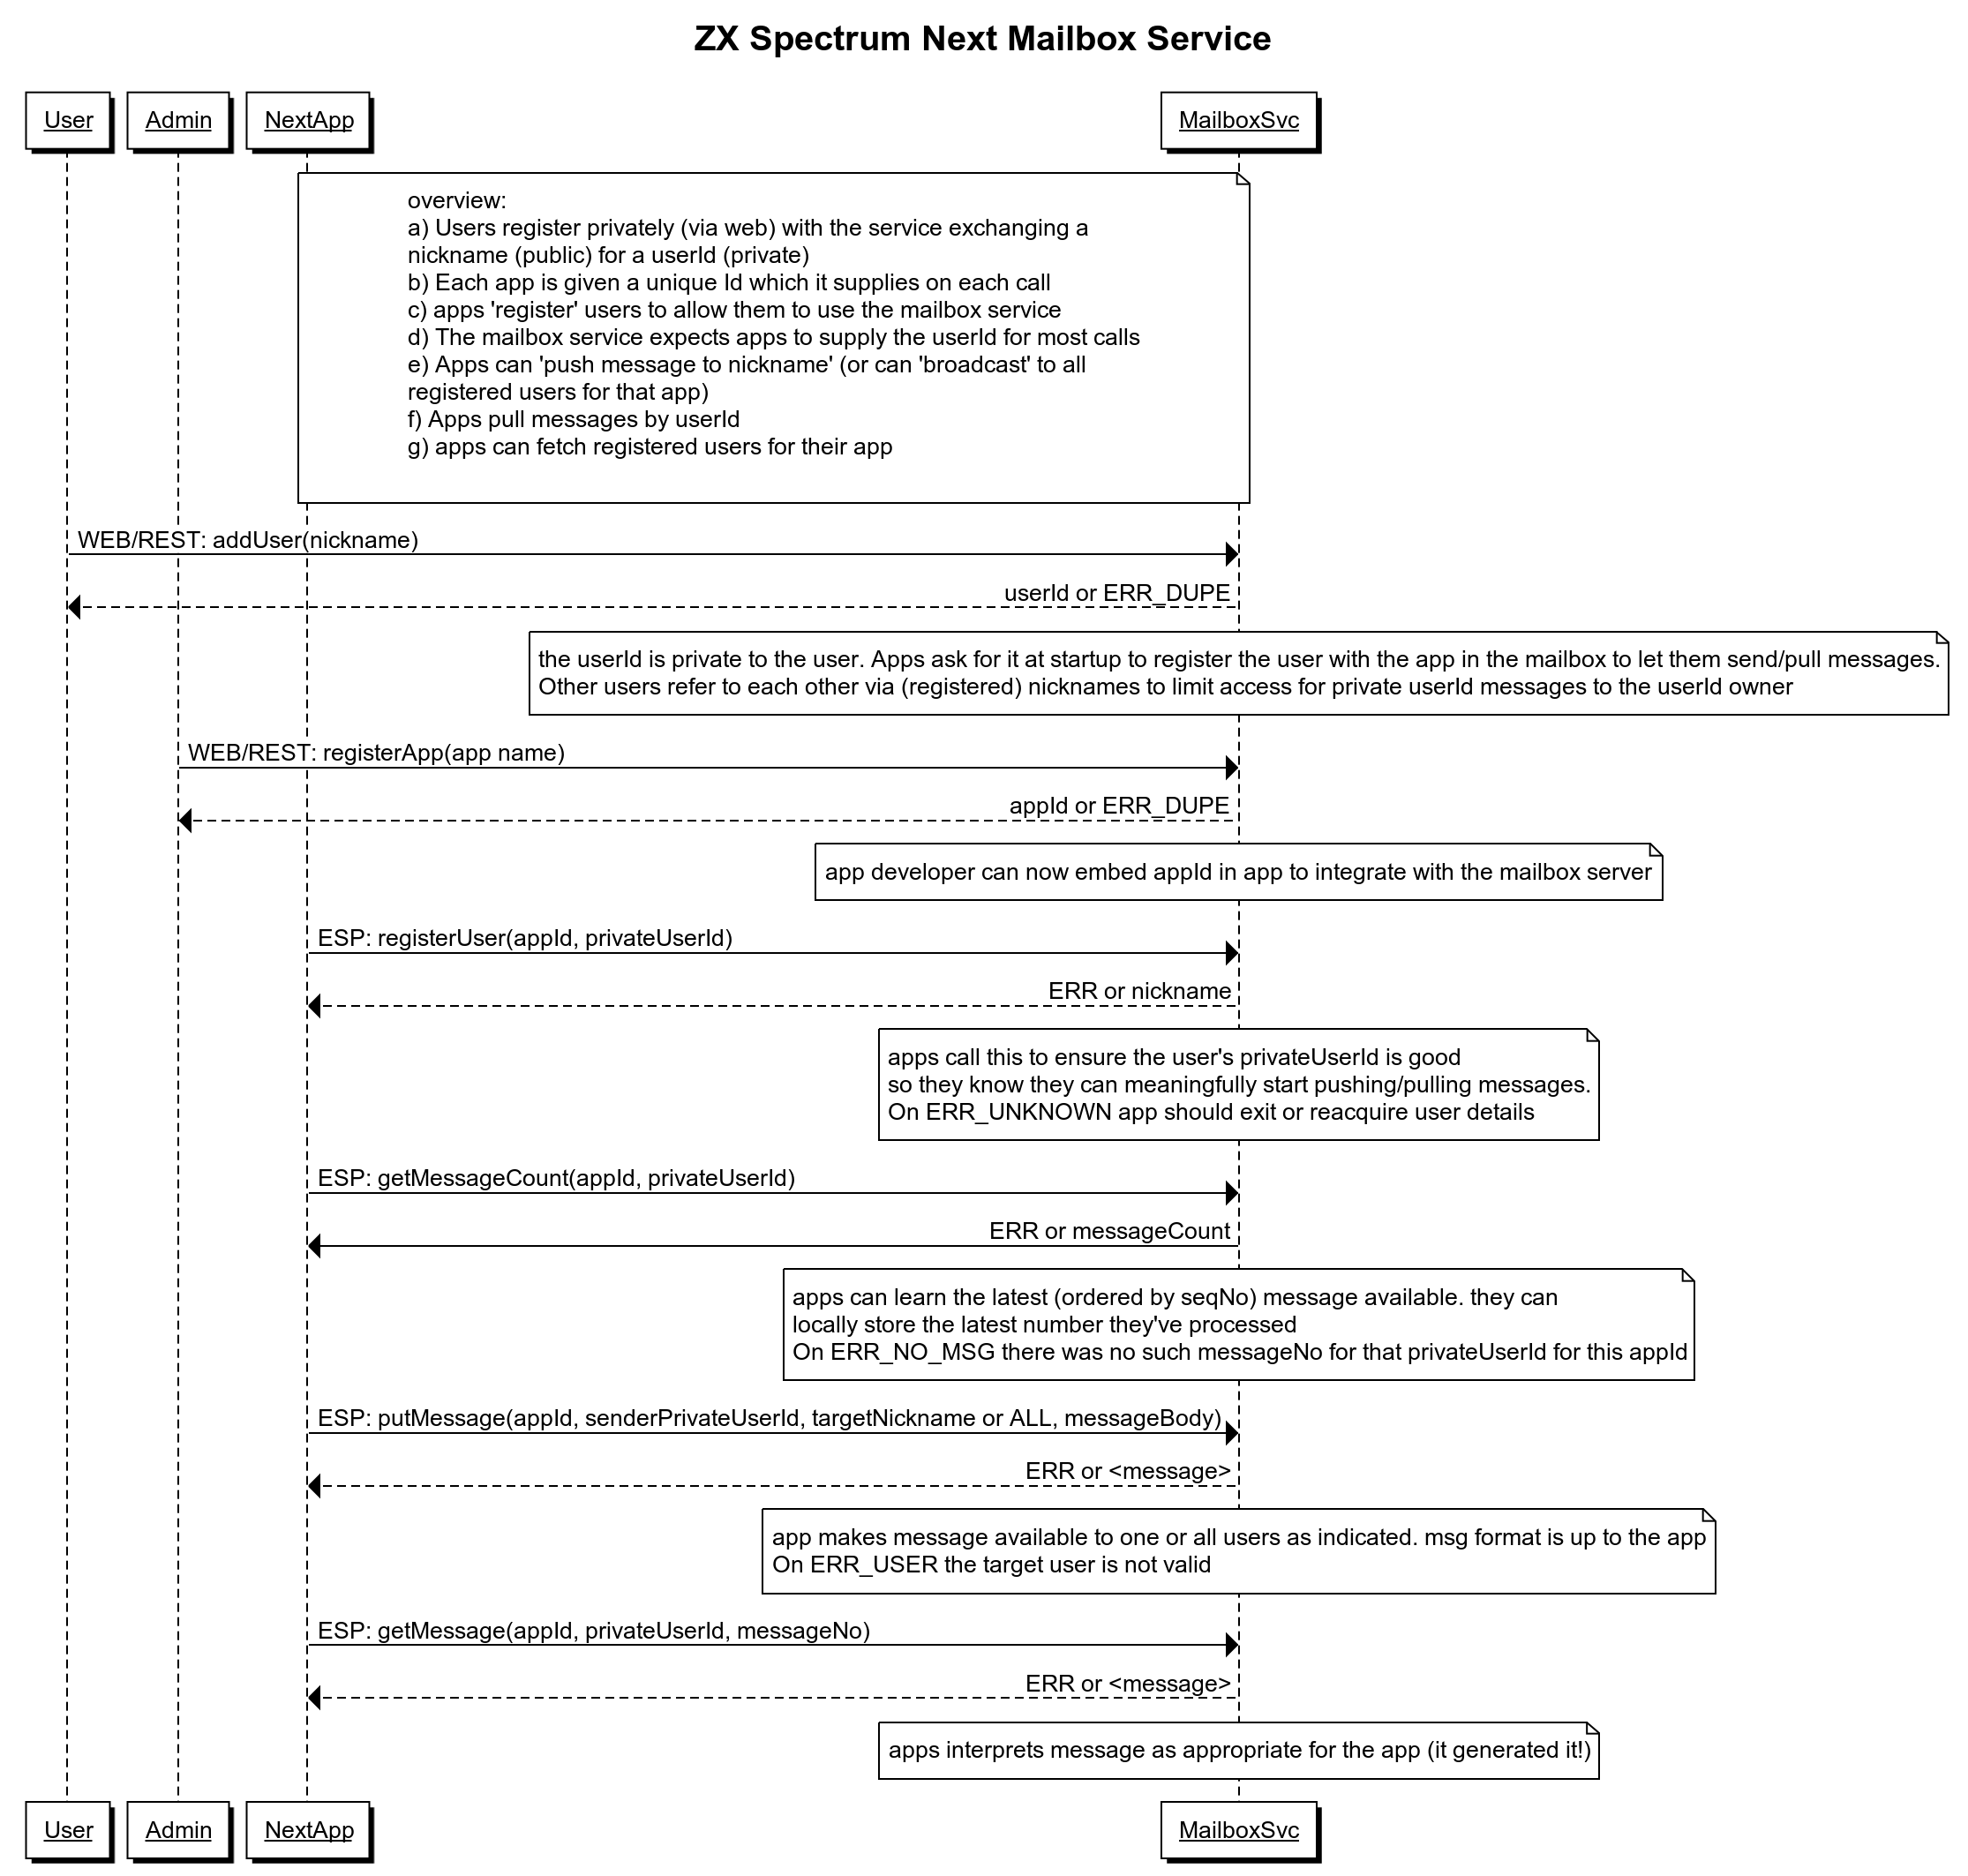 ZX Spectrum Next Mailbox Service
User
Admin
NextApp
MailboxSvc
overview:
a) Users register privately (via web) with the service exchanging a
nickname (public) for a userId (private)
b) Each app is given a unique Id which it supplies on each call
c) apps 'register' users to allow them to use the mailbox service
d) The mailbox service expects apps to supply the userId for most calls
e) Apps can 'push message to nickname' (or can 'broadcast' to all
registered users for that app)
f) Apps pull messages by userId
g) apps can fetch registered users for their app
WEB/REST: addUser(nickname)
userId or ERR_DUPE
the userId is private to the user. Apps ask for it at startup to register the user with the app in the mailbox to let them send/pull messages.
Other users refer to each other via (registered) nicknames to limit access for private userId messages to the userId owner
WEB/REST: registerApp(app name)
appId or ERR_DUPE
app developer can now embed appId in app to integrate with the mailbox server
ESP: registerUser(appId, privateUserId)
ERR or nickname
apps call this to ensure the user's privateUserId is good
so they know they can meaningfully start pushing/pulling messages.
On ERR_UNKNOWN app should exit or reacquire user details
ESP: getMessageCount(appId, privateUserId)
ERR or messageCount
apps can learn the latest (ordered by seqNo) message available. they can
locally store the latest number they've processed
On ERR_NO_MSG there was no such messageNo for that privateUserId for this appId
ESP: putMessage(appId, senderPrivateUserId, targetNickname or ALL, messageBody)
ERR or <message>
app makes message available to one or all users as indicated. msg format is up to the app
On ERR_USER the target user is not valid
ESP: getMessage(appId, privateUserId, messageNo)
ERR or <message>
apps interprets message as appropriate for the app (it generated it!)
User
Admin
NextApp
MailboxSvc